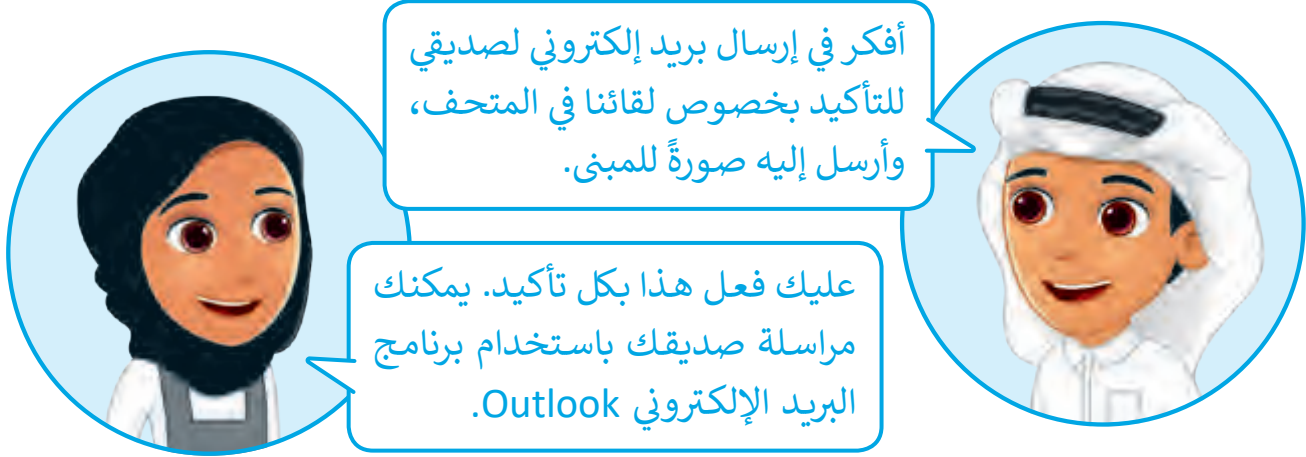 أفكر في إرسال بريد إلكتروني لصديقي
للتأكيد بخصوص لقائنا في المتحف،
وأرسل إليه صورةً للمبنى.
عليك فعل هذا بكل تأكيد. يمكنك
مراسلة صديقك باستخدام برنامج
البريد الإلكتروني Outlook.